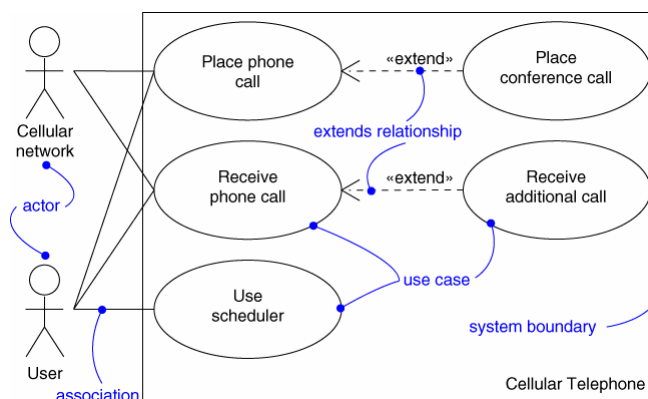 Place phone
call
«extend»
Place
conference call
Cellular
network
extends relationship
Receive
phone call
«extend»
Receive
additional call
actor
use case
Use
scheduler
system boundary
User
association
Cellular Telephone